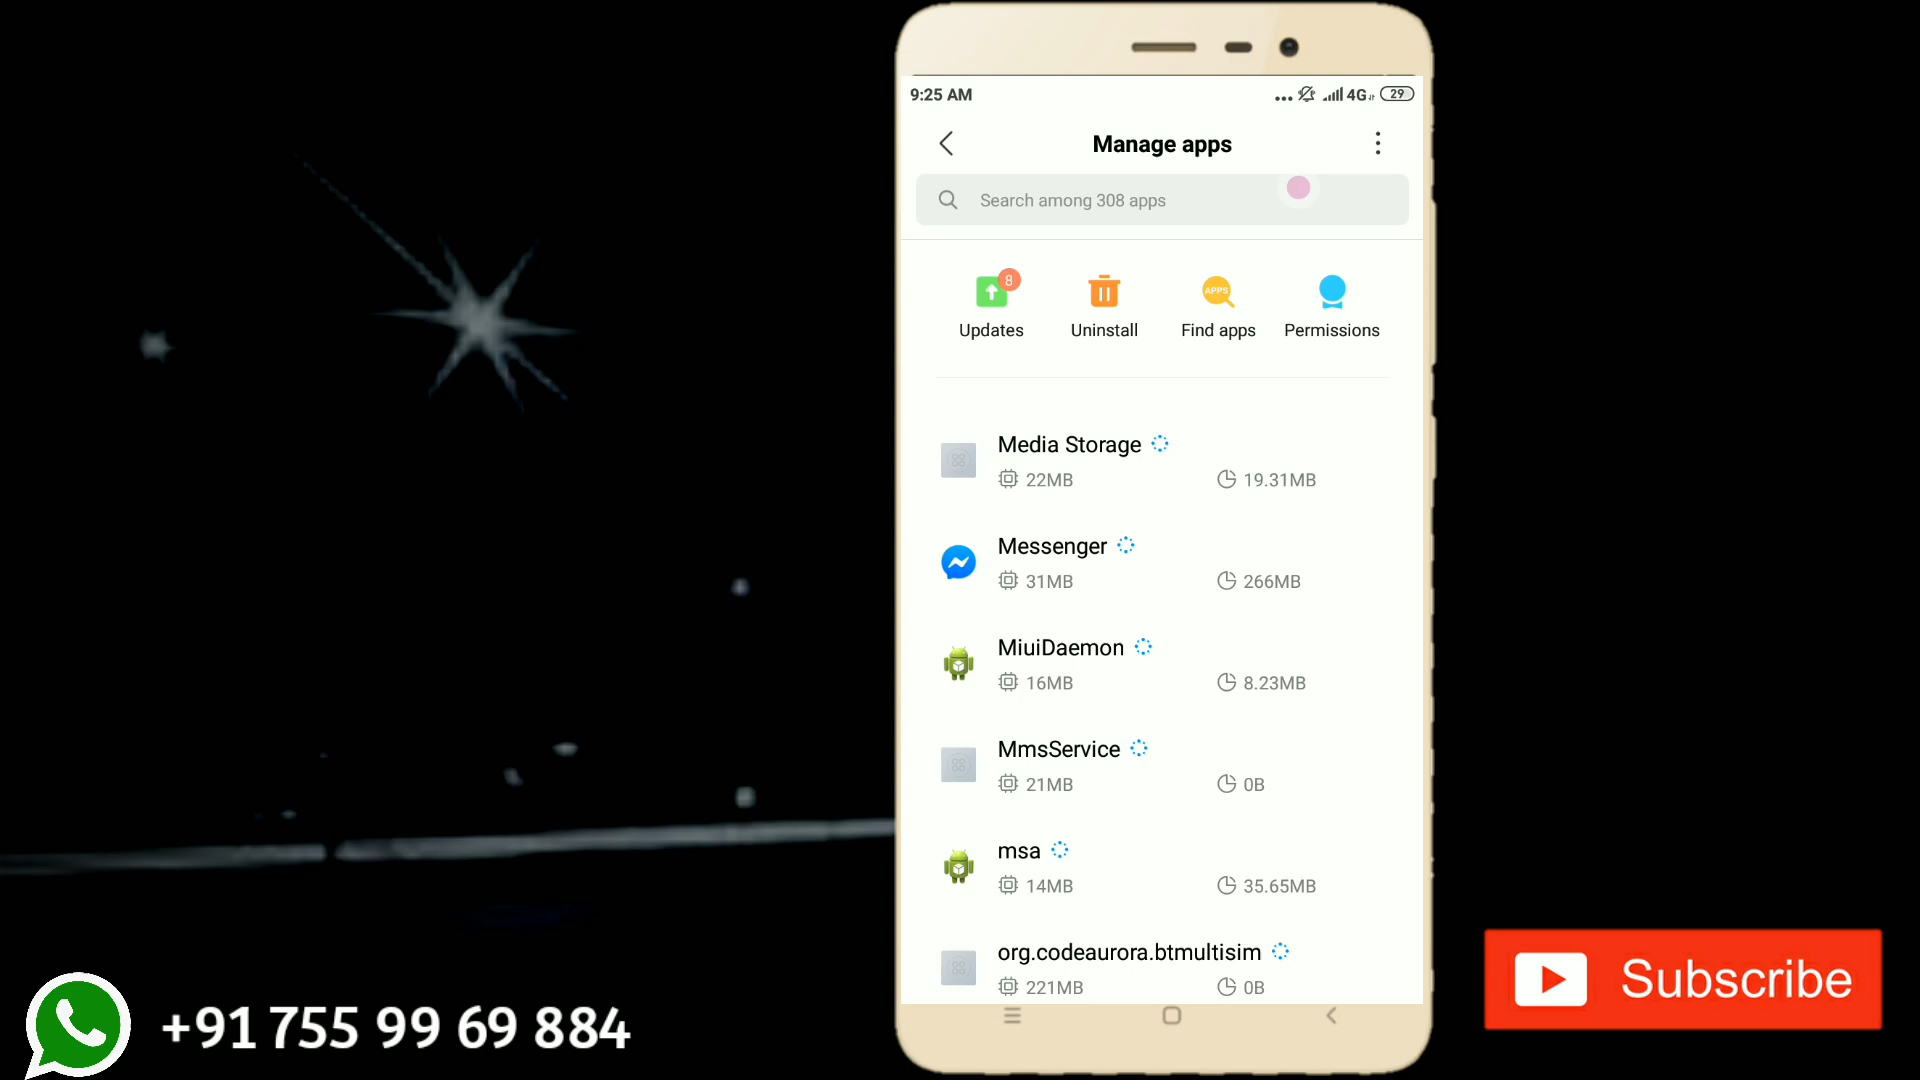 9:25 AM
4G 29
Manage apps
Search among 308 apps
8
APPS
Updates Uninstall Find apps Permissions
Media Storage
22MB 19.31MB
Messenger
31MB 266MB
MiuiDaemon
16MB 8.23MB
MmsService
21MB 0B
msa
14MB 35.65MB
org.codeaurora.btmultisim
221MB 0B
+91 755 99 69 884
Subscribe